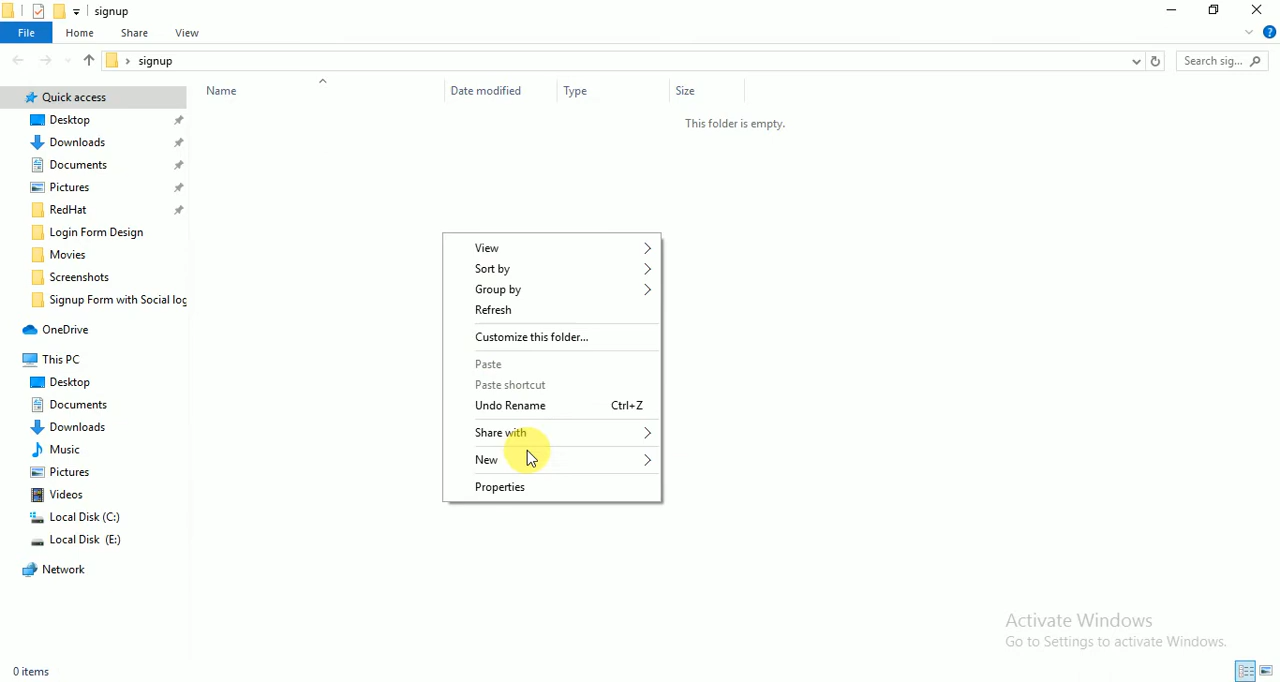 signup
File Home Share View
signup
Search sig...
Name Date modified Type Size
This folder is empty.
Quick access
Desktop
Downloads
Documents
Pictures
RedHat
Login Form Design
Movies
Screenshots
Signup Form with Social log
OneDrive
This PC
Desktop
Documents
Downloads
Music
Pictures
Videos
Local Disk (C:)
Local Disk (E:)
Network
View
Sort by
Group by
Refresh
Customize this folder...
Paste
Paste shortcut
Undo Rename Ctrl+Z
Share with
New
Properties
Activate Windows
Go to Settings to activate Windows.
0 items